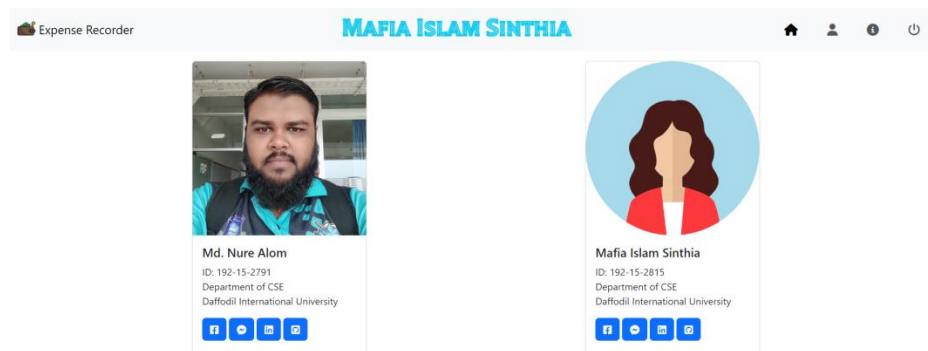 Expense Recorder
MAFIA ISLAM SINTHIA
Md. Nure Alom
ID: 192-15-2791
Department of CSE
Daffodil International University
Mafia Islam Sinthia
ID: 192-15-2815
Department of CSE
Daffodil International University